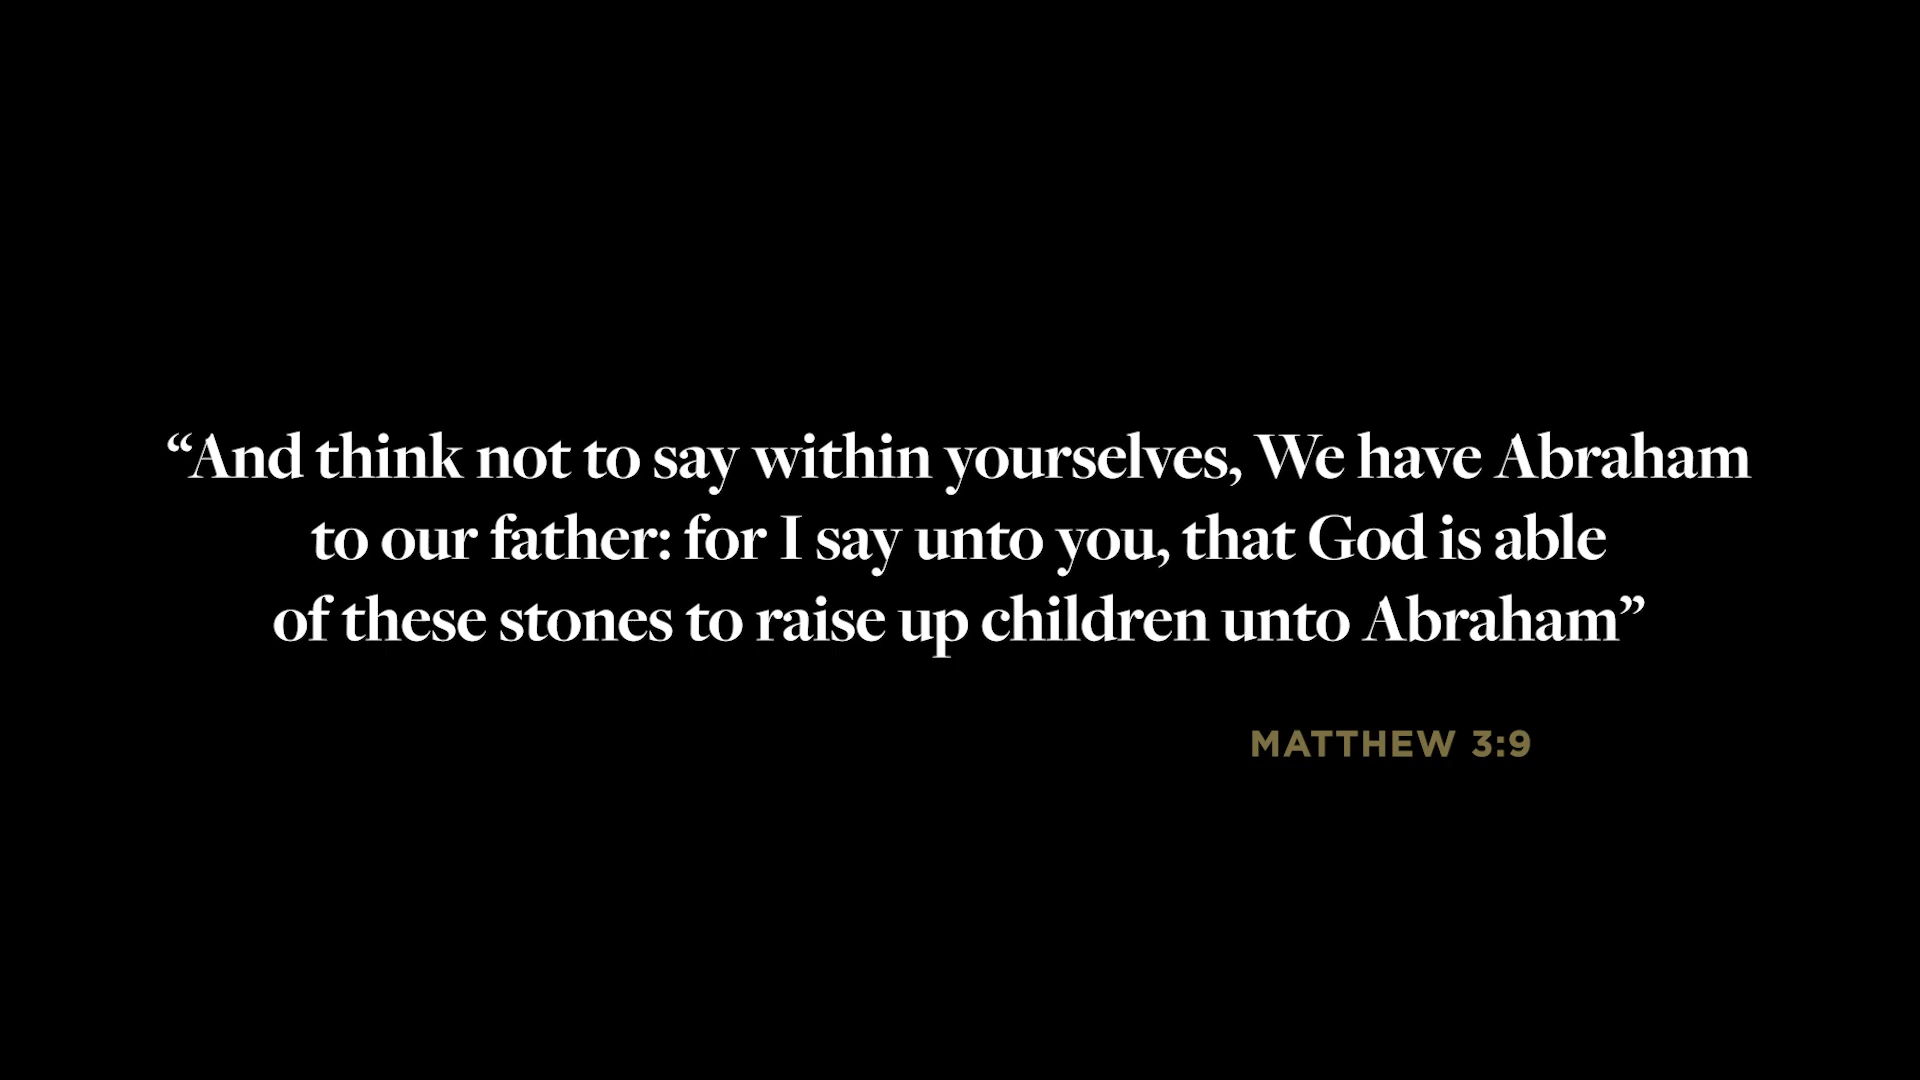 “And think not to say within yourselves, We have Abraham
to our father: for I say unto you, that God is able
of these stones to raise up children unto Abraham”
MATTHEW 3:9